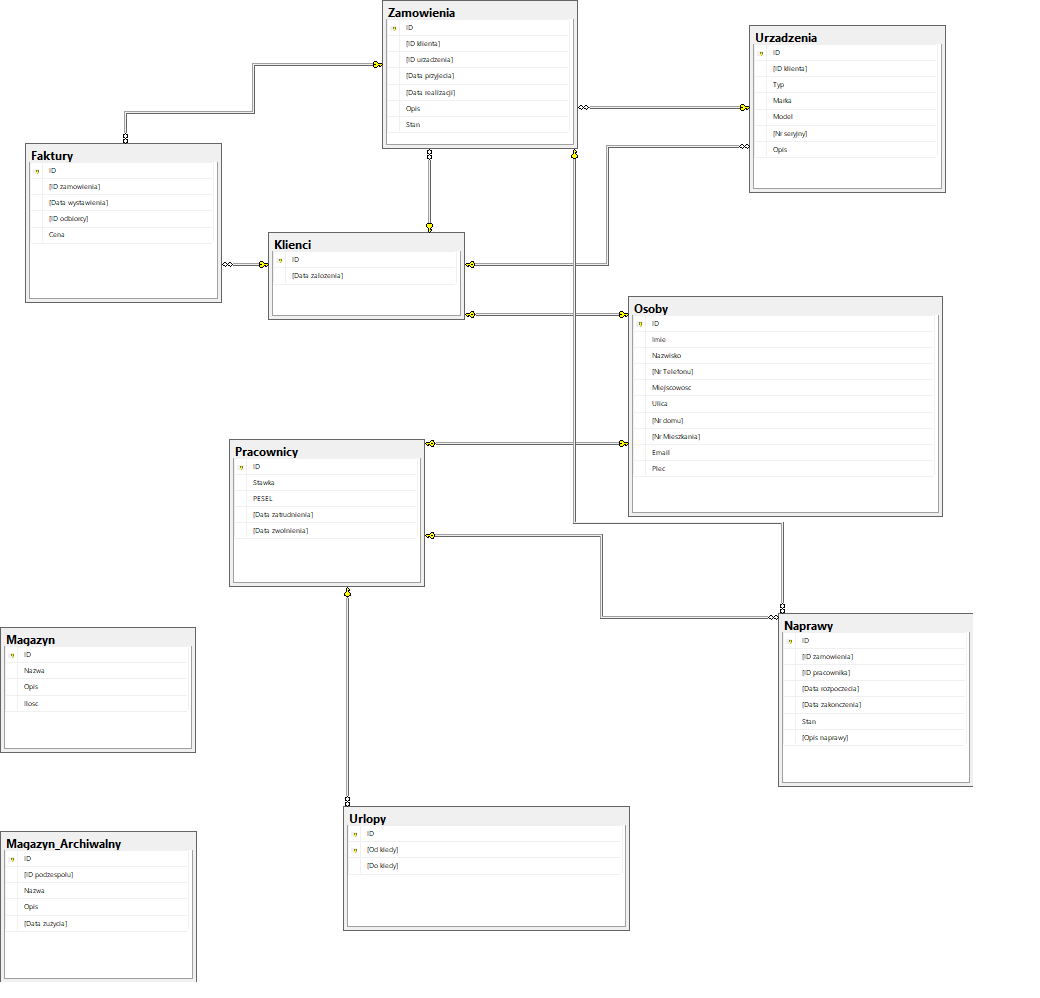 Zamowienia
ID
[ID klienta]
[ID urzadzenia]
[Data przyjecia]
[Data realizacji]
Opis
Stan
Urzadzenia
ID
[ID klienta]
Typ
Marka
Model
[Nr seryjny]
Opis
Faktury
ID
[ID zamowienia]
[Data wystawienia]
[ID odbiorcy]
Cena
Klienci
ID
[Data zalozenia]
Osoby
ID
Imie
Nazwisko
[Nr Telefonu]
Miejscowosc
Ulica
[Nr domu]
[Nr Mieszkania]
Email
Plec
Pracownicy
ID
Stawka
PESEL
[Data zatrudnienia]
[Data zwolnienia]
Magazyn
ID
Nazwa
Opis
Ilosc
Naprawy
ID
[ID zamowienia]
[ID pracownika]
[Data rozpoczecia]
[Data zakonczenia]
Stan
[Opis naprawy]
Urlopy
ID
[Od kiedy]
[Do kiedy]
Magazyn_Archiwalny
ID
[ID podzespolu]
Nazwa
Opis
[Data zuzycia]